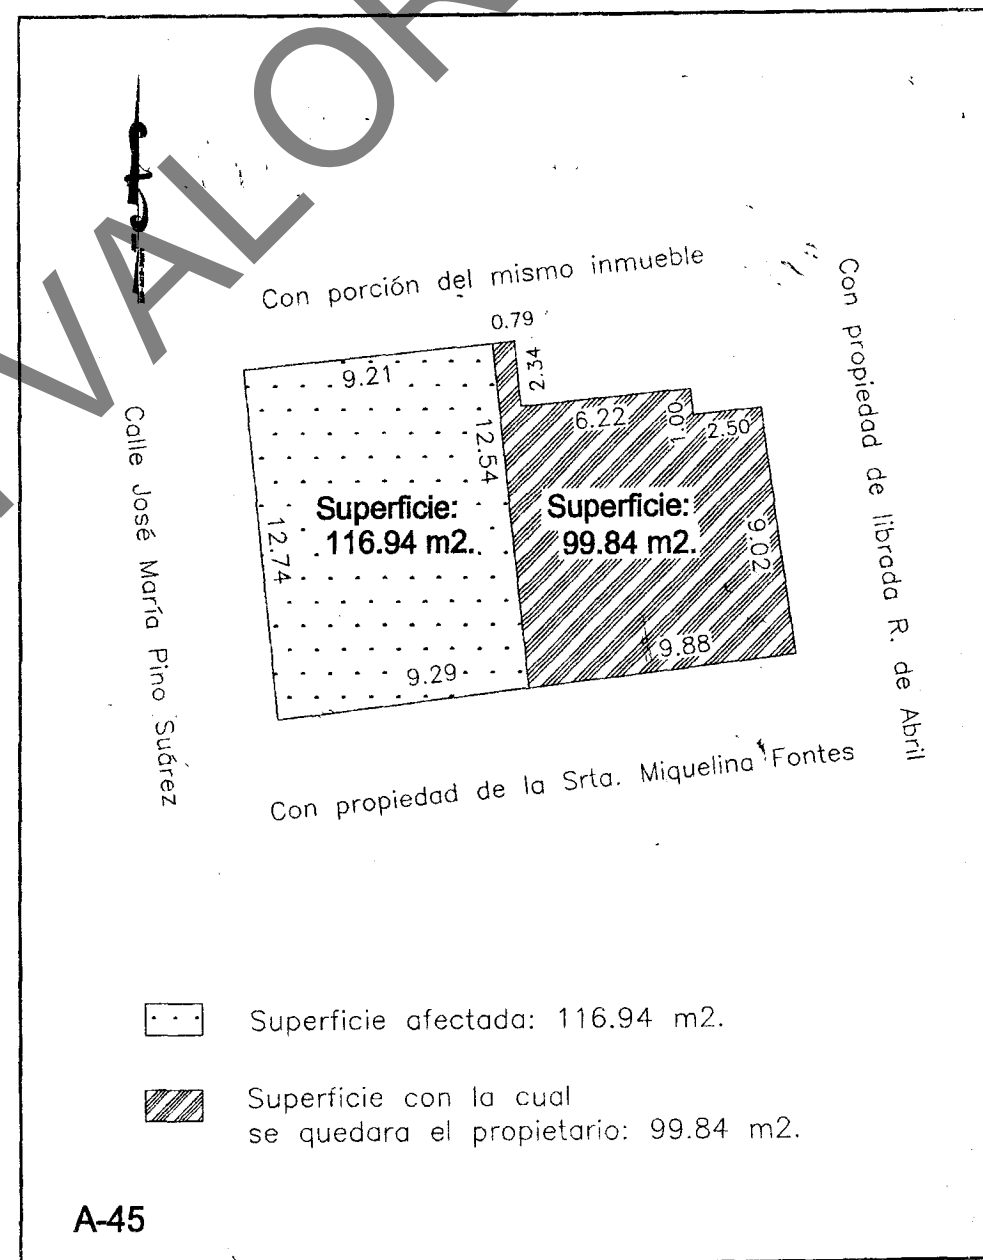 VALOR
Con porción del mismo inmueble
0.79
2.34
9.21
6.22
1.00
2.50
Con propiedad de librada R. de Abril
Calle José María Pino Suárez
12.54
Superficie:
116.94 m2.
Superficie:
99.84 m2.
12.74
9.02
9.88
9.29
Con propiedad de la Srta. Miquelina Fontes
Superficie afectada: 116.94 m2.
Superficie con la cual
se quedara el propietario: 99.84 m2.
A-45